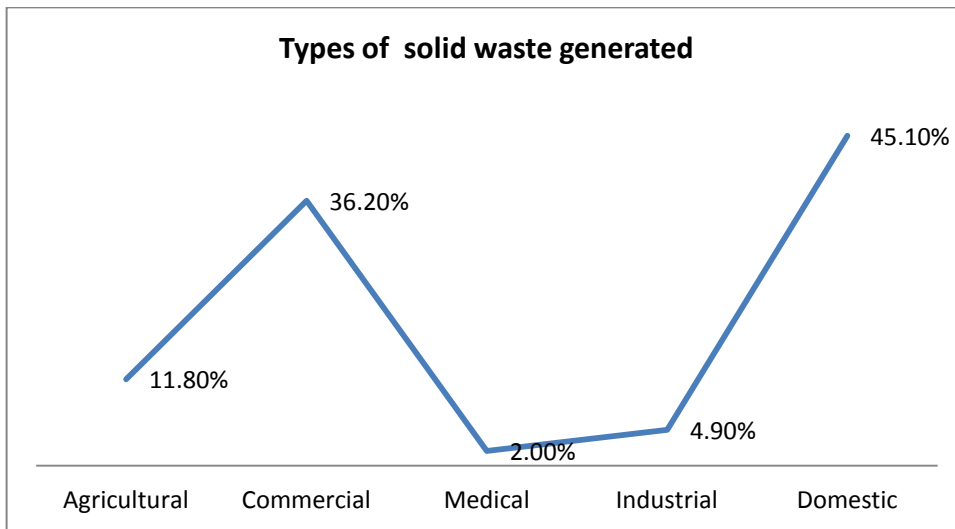 Types of  solid waste generated
45.10%
36.20%
11.80%
4.90%
2.00%
Agricultural Commercial Medical Industrial Domestic